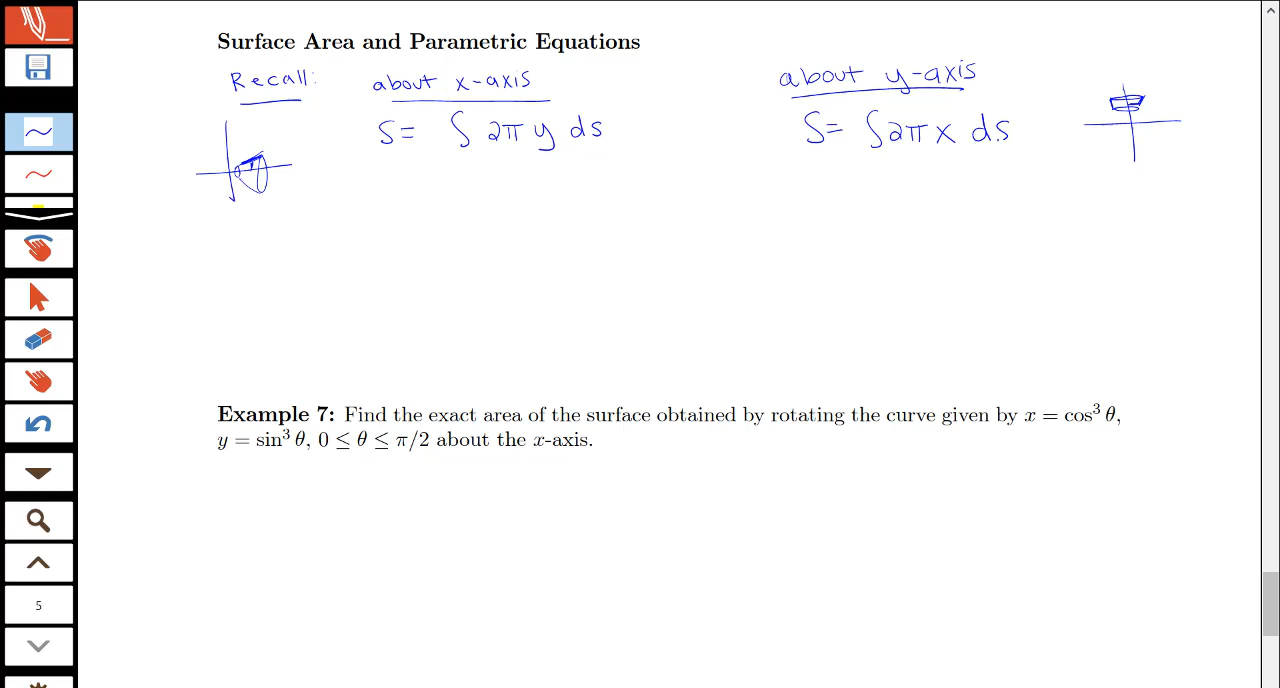 Surface Area and Parametric Equations
Recall: about x-axis about y-axis
S = ∫ 2π y ds S = ∫ 2π x ds
Example 7: Find the exact area of the surface obtained by rotating the curve given by x = cos³ θ,
y = sin³ θ, 0 ≤ θ ≤ π/2 about the x-axis.
5